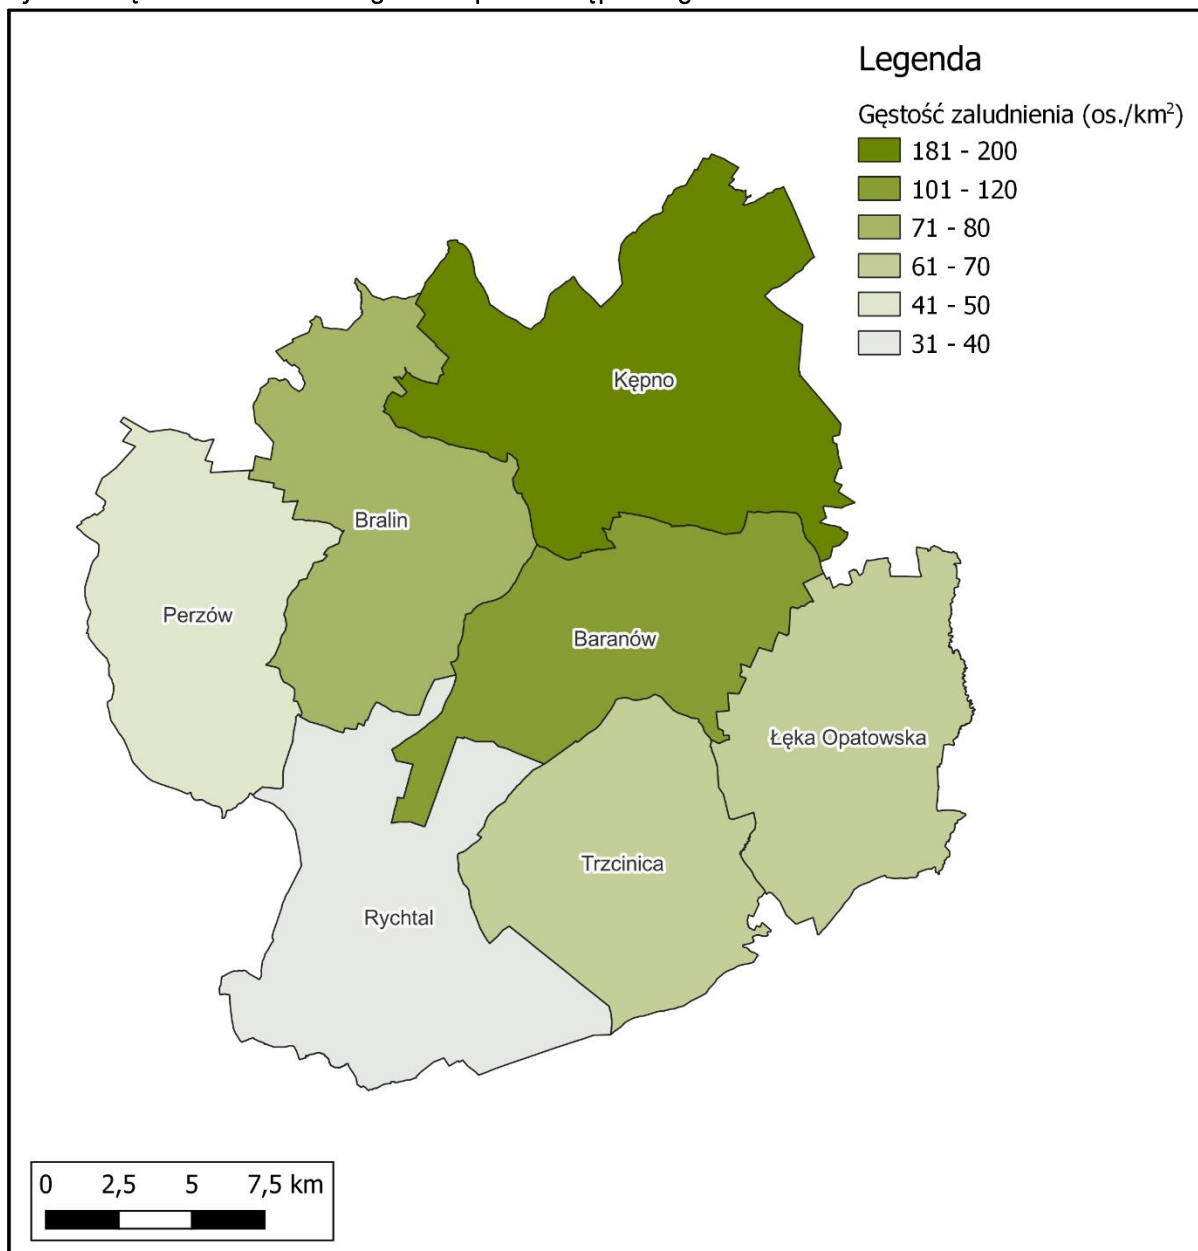 Legenda
Gęstość zaludnienia (os./km²)
181 - 200
101 - 120
71 - 80
61 - 70
41 - 50
31 - 40
Kępno
Bralin
Perzów
Baranów
Łęka Opatowska
Trzcinica
Rychtal
0 2,5 5 7,5 km